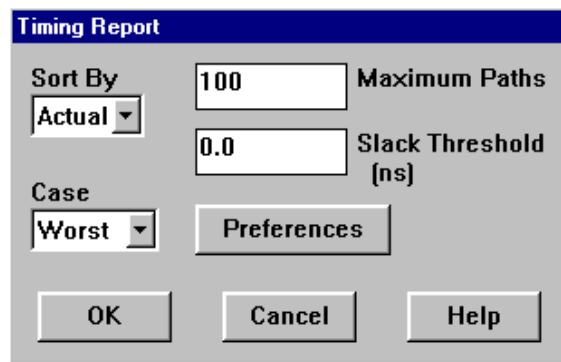 Timing Report
Sort By
Actual
100
Maximum Paths
0.0
Slack Threshold
(ns)
Case
Worst
Preferences
OK
Cancel
Help